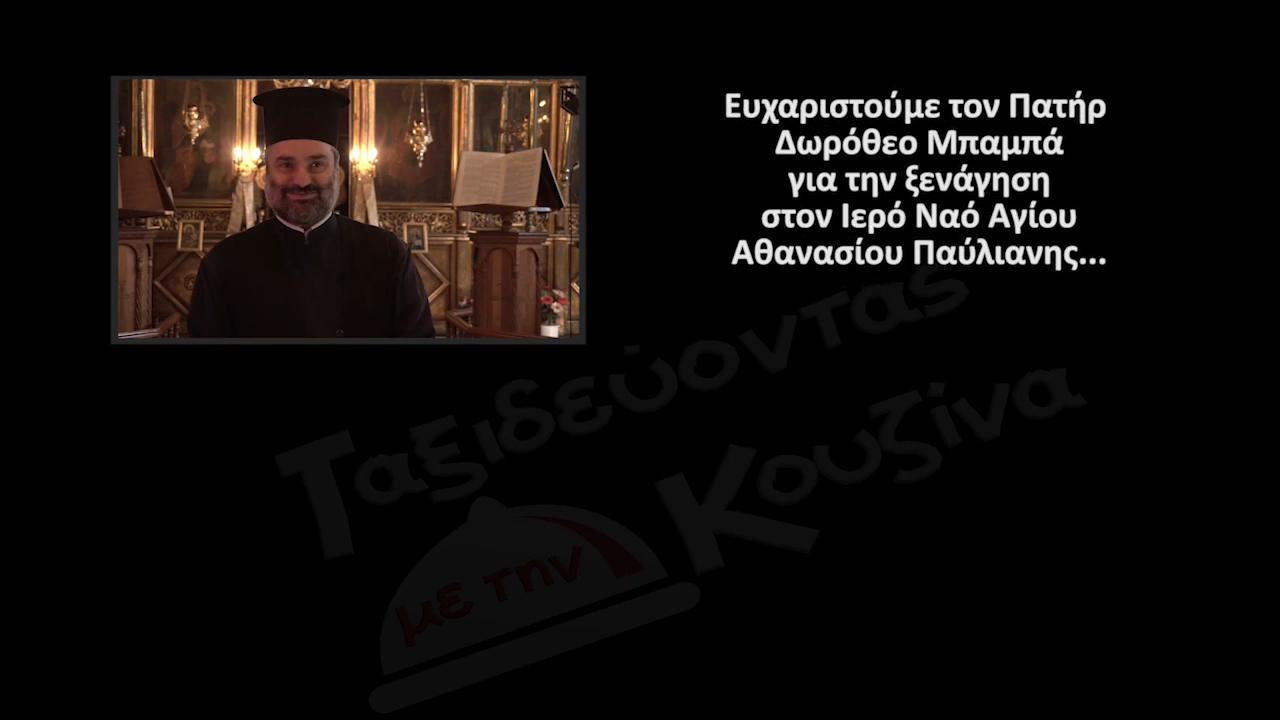 Ευχαριστούμε τον Πατήρ
Δωρόθεο Μπαμπά
για την ξενάγηση
στον Ιερό Ναό Αγίου
Αθανασίου Παύλιανης...
Ταξιδεύοντας
με την
Κουζίνα